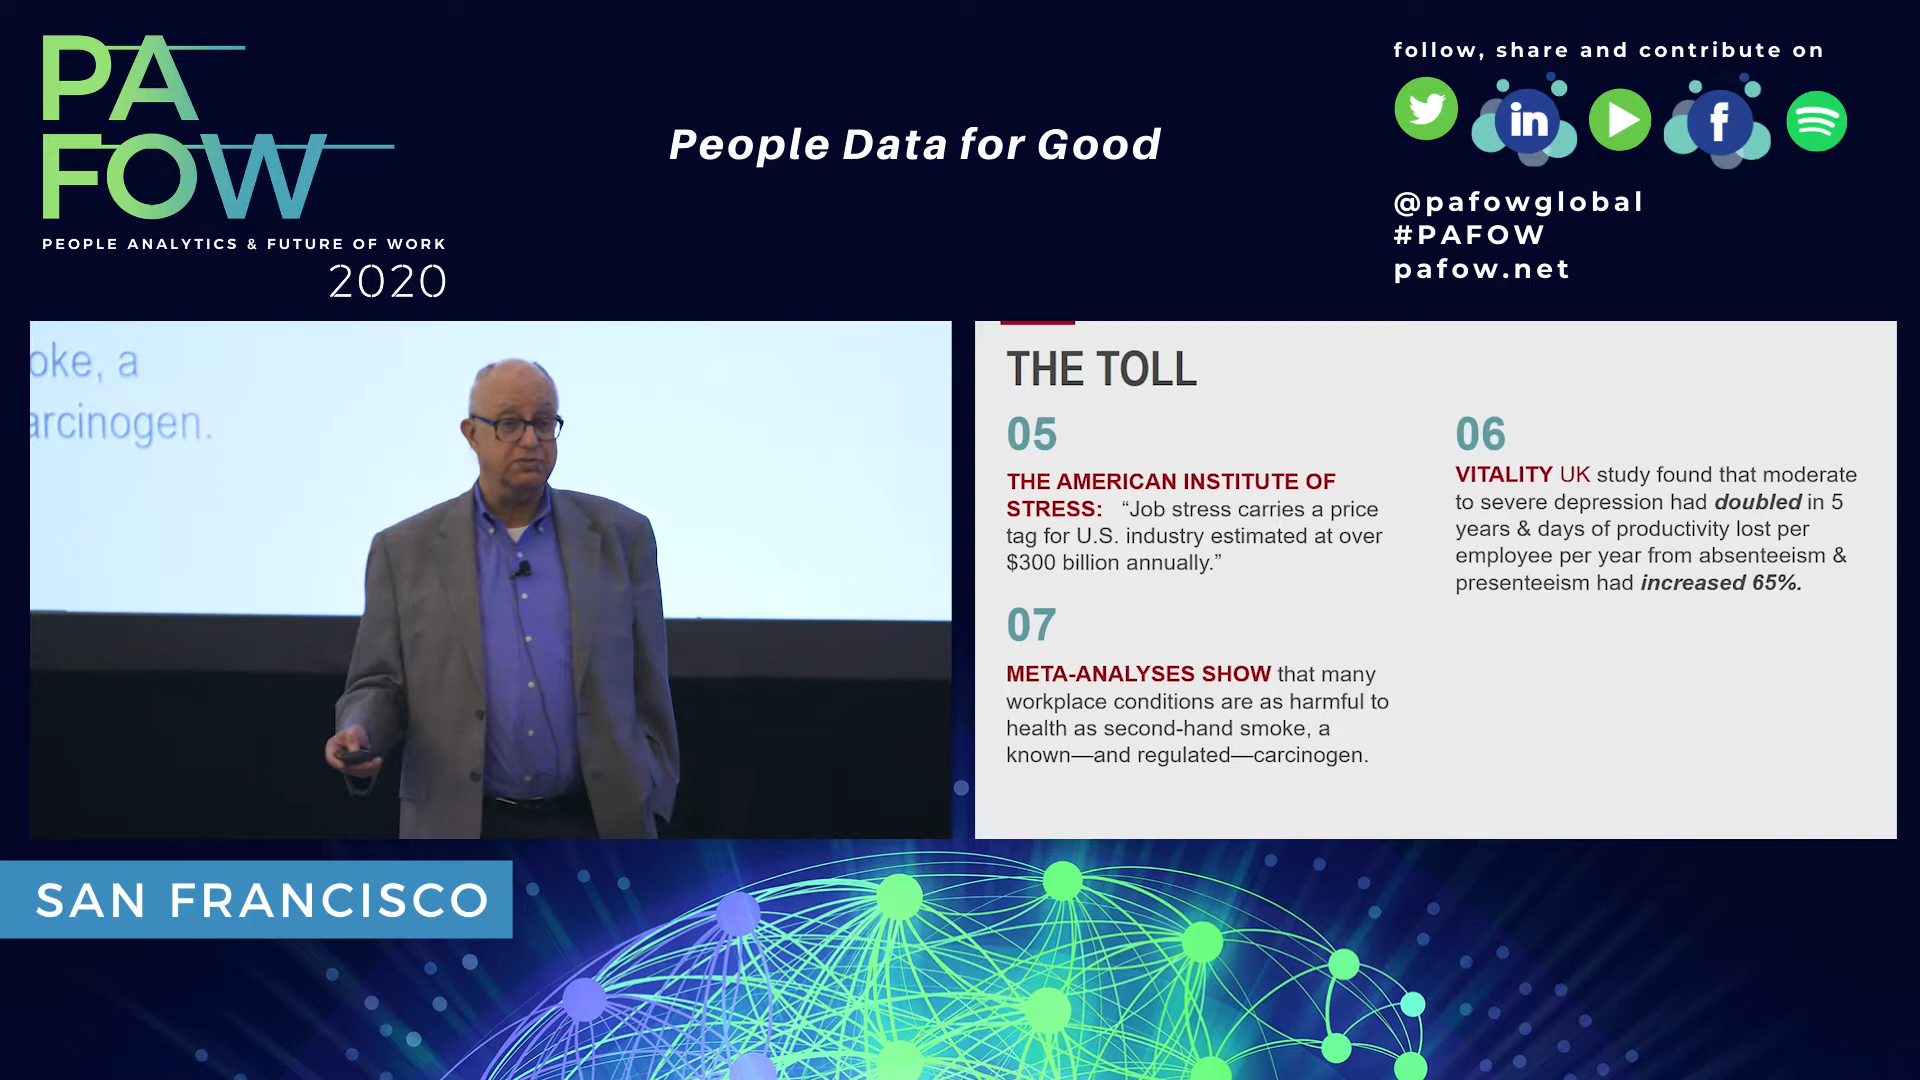 PA
FOW
PEOPLE ANALYTICS & FUTURE OF WORK
2020
People Data for Good
follow, share and contribute on
in
f
@pafowglobal
#PAFOW
pafow.net
oke, a
arcinogen.
THE TOLL
05
THE AMERICAN INSTITUTE OF
STRESS: “Job stress carries a price
tag for U.S. industry estimated at over
$300 billion annually.”
06
VITALITY UK study found that moderate
to severe depression had doubled in 5
years & days of productivity lost per
employee per year from absenteeism &
presenteeism had increased 65%.
07
META-ANALYSES SHOW that many
workplace conditions are as harmful to
health as second-hand smoke, a
known—and regulated—carcinogen.
SAN FRANCISCO